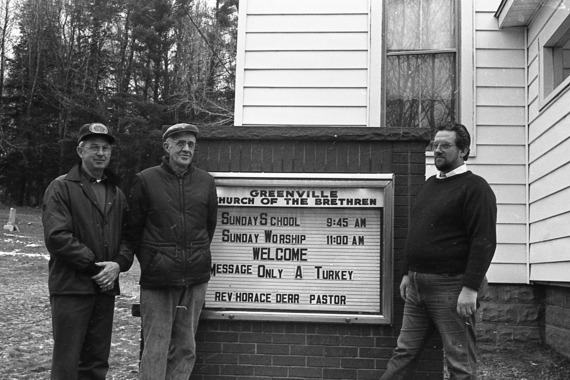 GREENVILLE
CHURCH OF THE BRETHREN
SUNDAY SCHOOL 9:45 AM
SUNDAY WORSHIP 11:00 AM
WELCOME
MESSAGE ONLY A TURKEY
REV HORACE DERR PASTOR